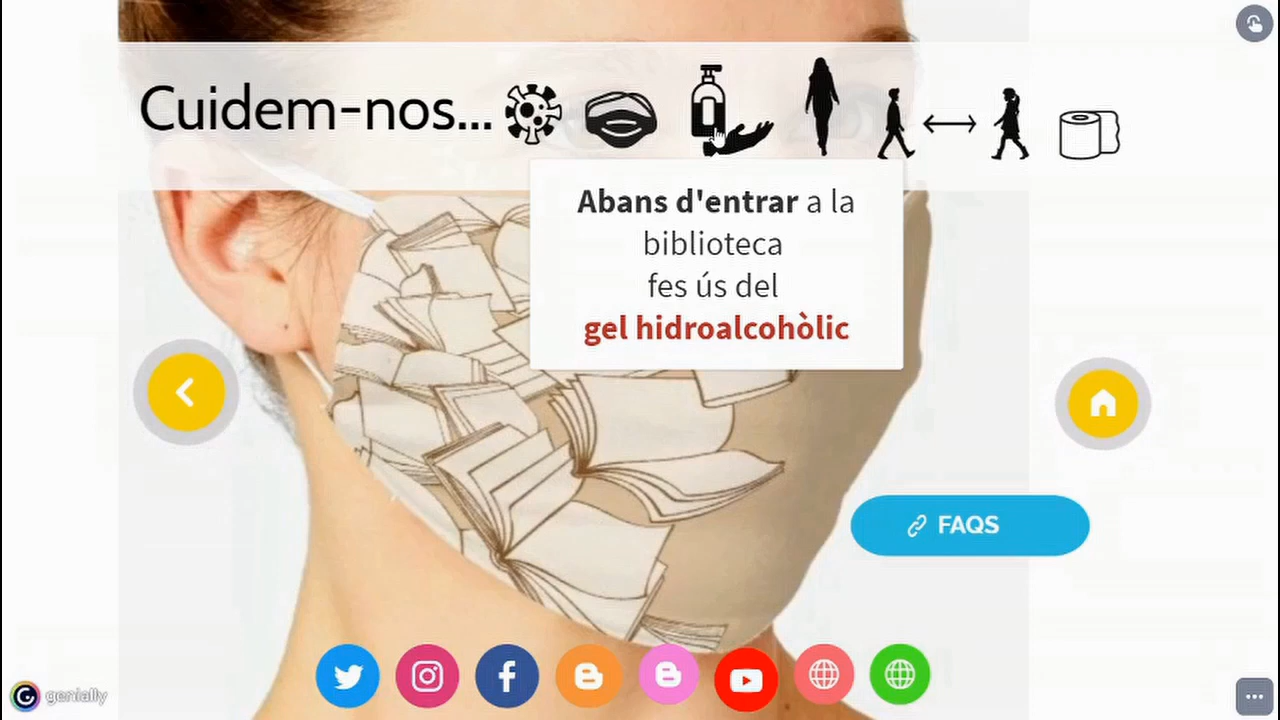 Cuidem-nos...
Abans d'entrar a la
biblioteca
fes ús del
gel hidroalcohòlic
FAQS
genially